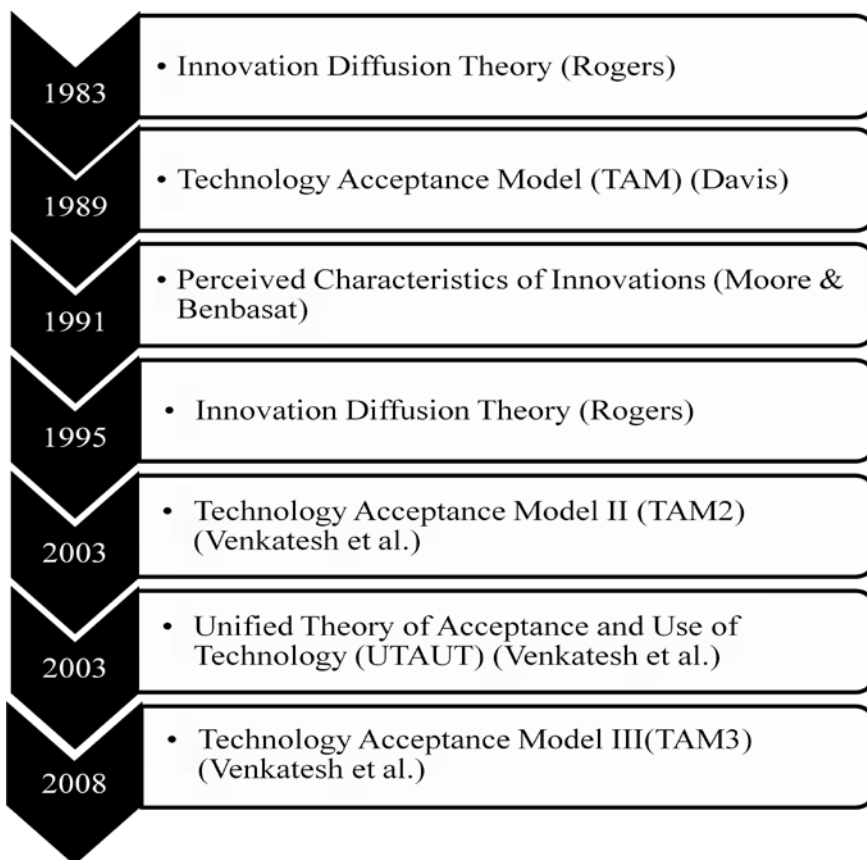 1983
• Innovation Diffusion Theory (Rogers)
1989
• Technology Acceptance Model (TAM) (Davis)
1991
• Perceived Characteristics of Innovations (Moore &
Benbasat)
1995
• Innovation Diffusion Theory (Rogers)
2003
• Technology Acceptance Model II (TAM2)
(Venkatesh et al.)
2003
• Unified Theory of Acceptance and Use of
Technology (UTAUT) (Venkatesh et al.)
2008
• Technology Acceptance Model III(TAM3)
(Venkatesh et al.)